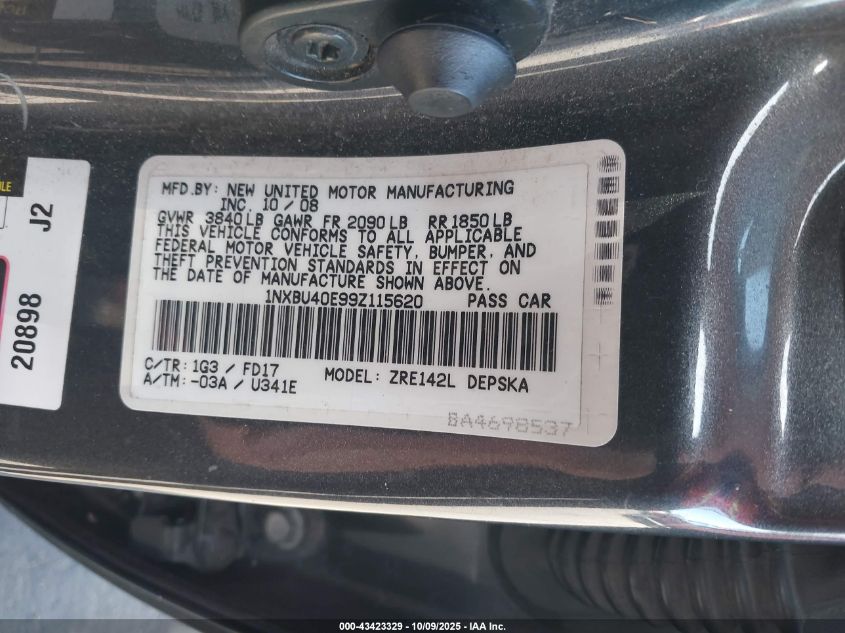 MFD.BY: NEW UNITED MOTOR MANUFACTURING
INC. 10 / 08
GVWR 3840 LB GAWR FR 2090 LB RR 1850 LB
THIS VEHICLE CONFORMS TO ALL APPLICABLE
FEDERAL MOTOR VEHICLE SAFETY, BUMPER, AND
THEFT PREVENTION STANDARDS IN EFFECT ON
THE DATE OF MANUFACTURE SHOWN ABOVE.
1NXBU40E99Z115620 PASS CAR
C/TR: 1G3 / FD17
A/TM: -03A / U341E
MODEL: ZRE142L DEPSKA
BA4698537
J2
20898
000-43423329 - 10/09/2025 - IAA Inc.